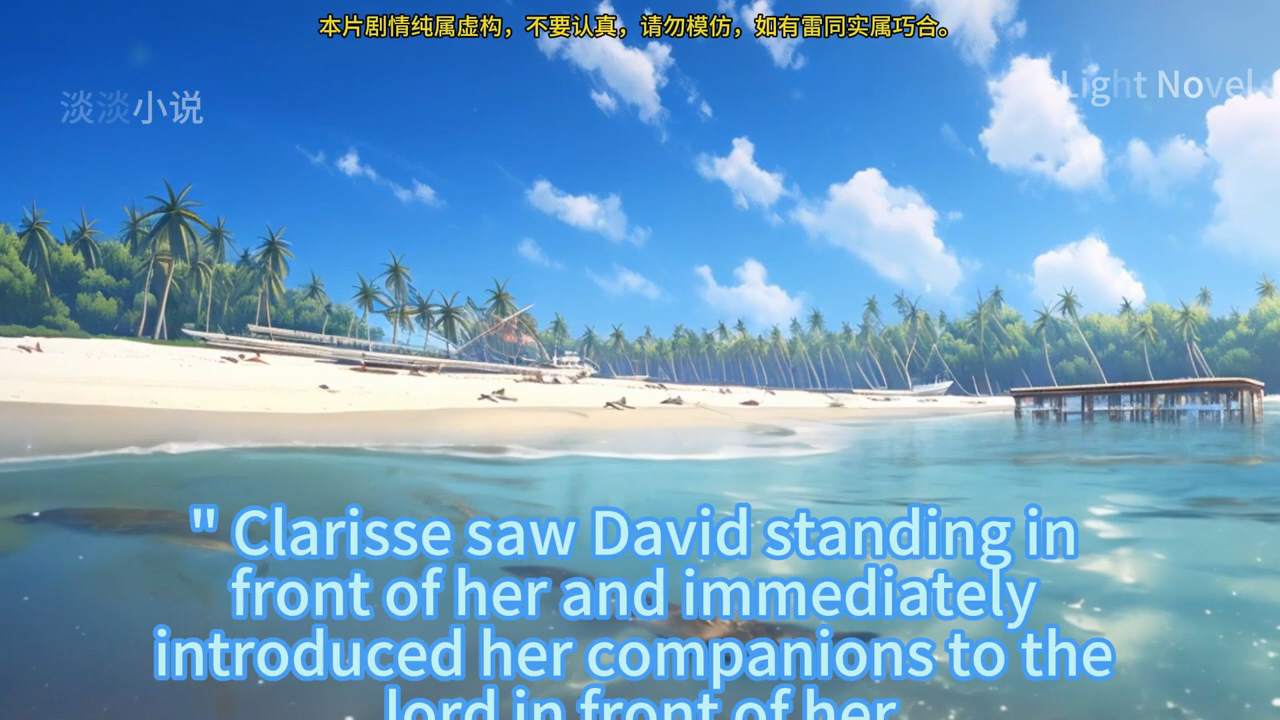 本片剧情纯属虚构，不要认真，请勿模仿，如有雷同实属巧合。
淡淡小说
Light Novel
" Clarisse saw David standing in
front of her and immediately
introduced her companions to the
lord in front of her